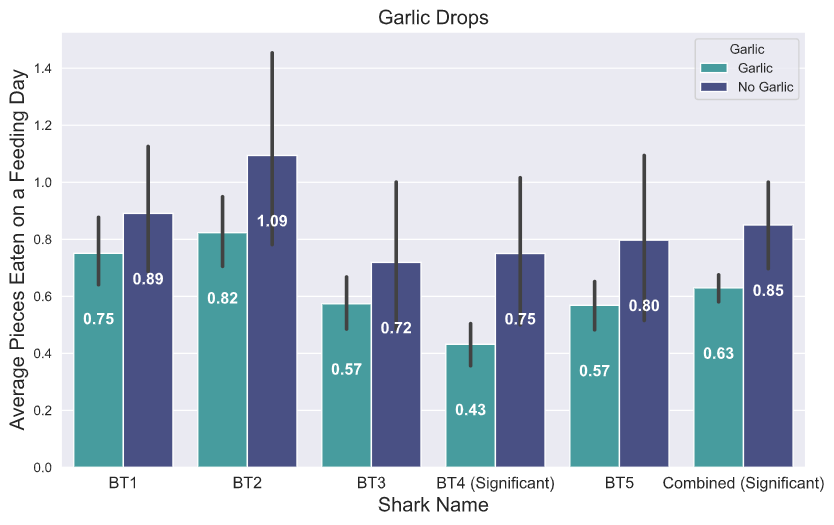 Garlic Drops
Average Pieces Eaten on a Feeding Day
1.4
1.2
1.0
0.8
0.6
0.4
0.2
0.0
Garlic
Garlic
No Garlic
0.75
0.89
0.82
1.09
0.57
0.72
0.43
0.75
0.57
0.80
0.63
0.85
BT1
BT2
BT3
BT4 (Significant)
BT5
Combined (Significant)
Shark Name